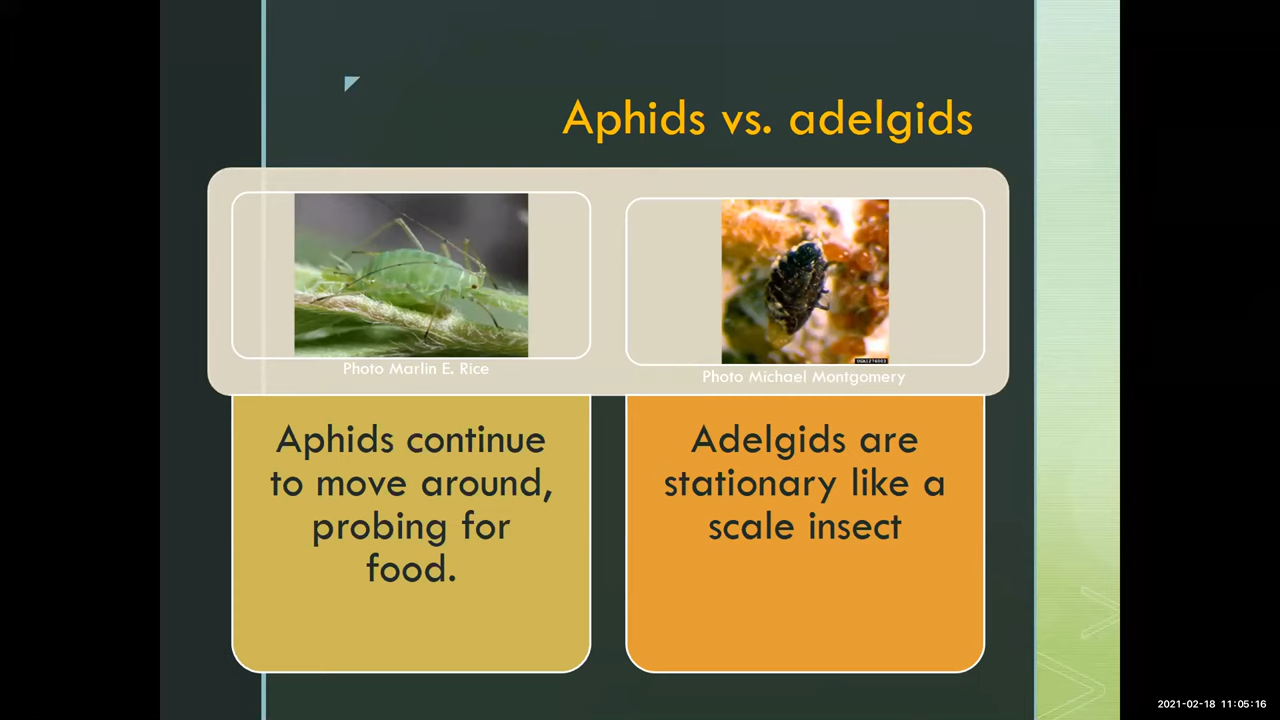 Aphids vs. adelgids
Photo Marlin E. Rice
Photo Michael Montgomery
Aphids continue
to move around,
probing for
food.
Adelgids are
stationary like a
scale insect
2021-02-18 11:05:16